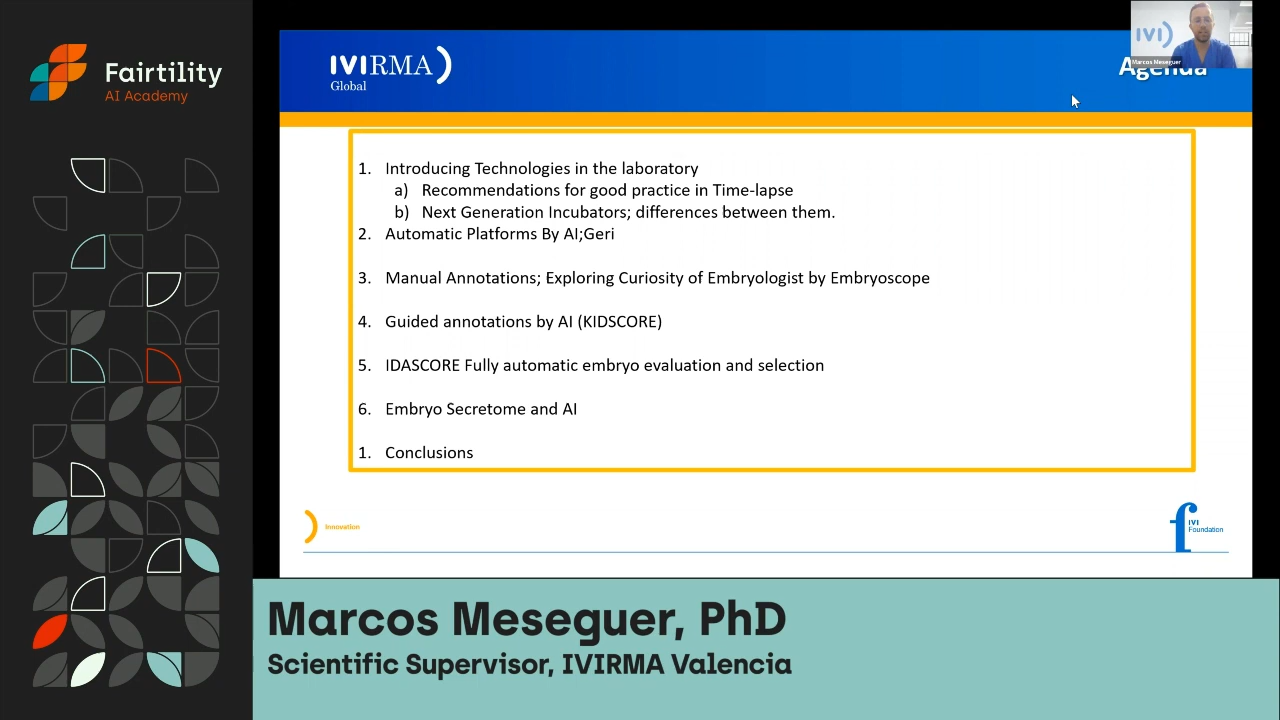 Fairtility
AI Academy
IVIRMA
Global
IVI
Marcos Meseguer
Agenda
1. Introducing Technologies in the laboratory
a) Recommendations for good practice in Time-lapse
b) Next Generation Incubators; differences between them.
2. Automatic Platforms By AI;Geri
3. Manual Annotations; Exploring Curiosity of Embryologist by Embryoscope
4. Guided annotations by AI (KIDSCORE)
5. IDASCORE Fully automatic embryo evaluation and selection
6. Embryo Secretome and AI
1. Conclusions
Innovation
f IVI
Foundation
Marcos Meseguer, PhD
Scientific Supervisor, IVIRMA Valencia